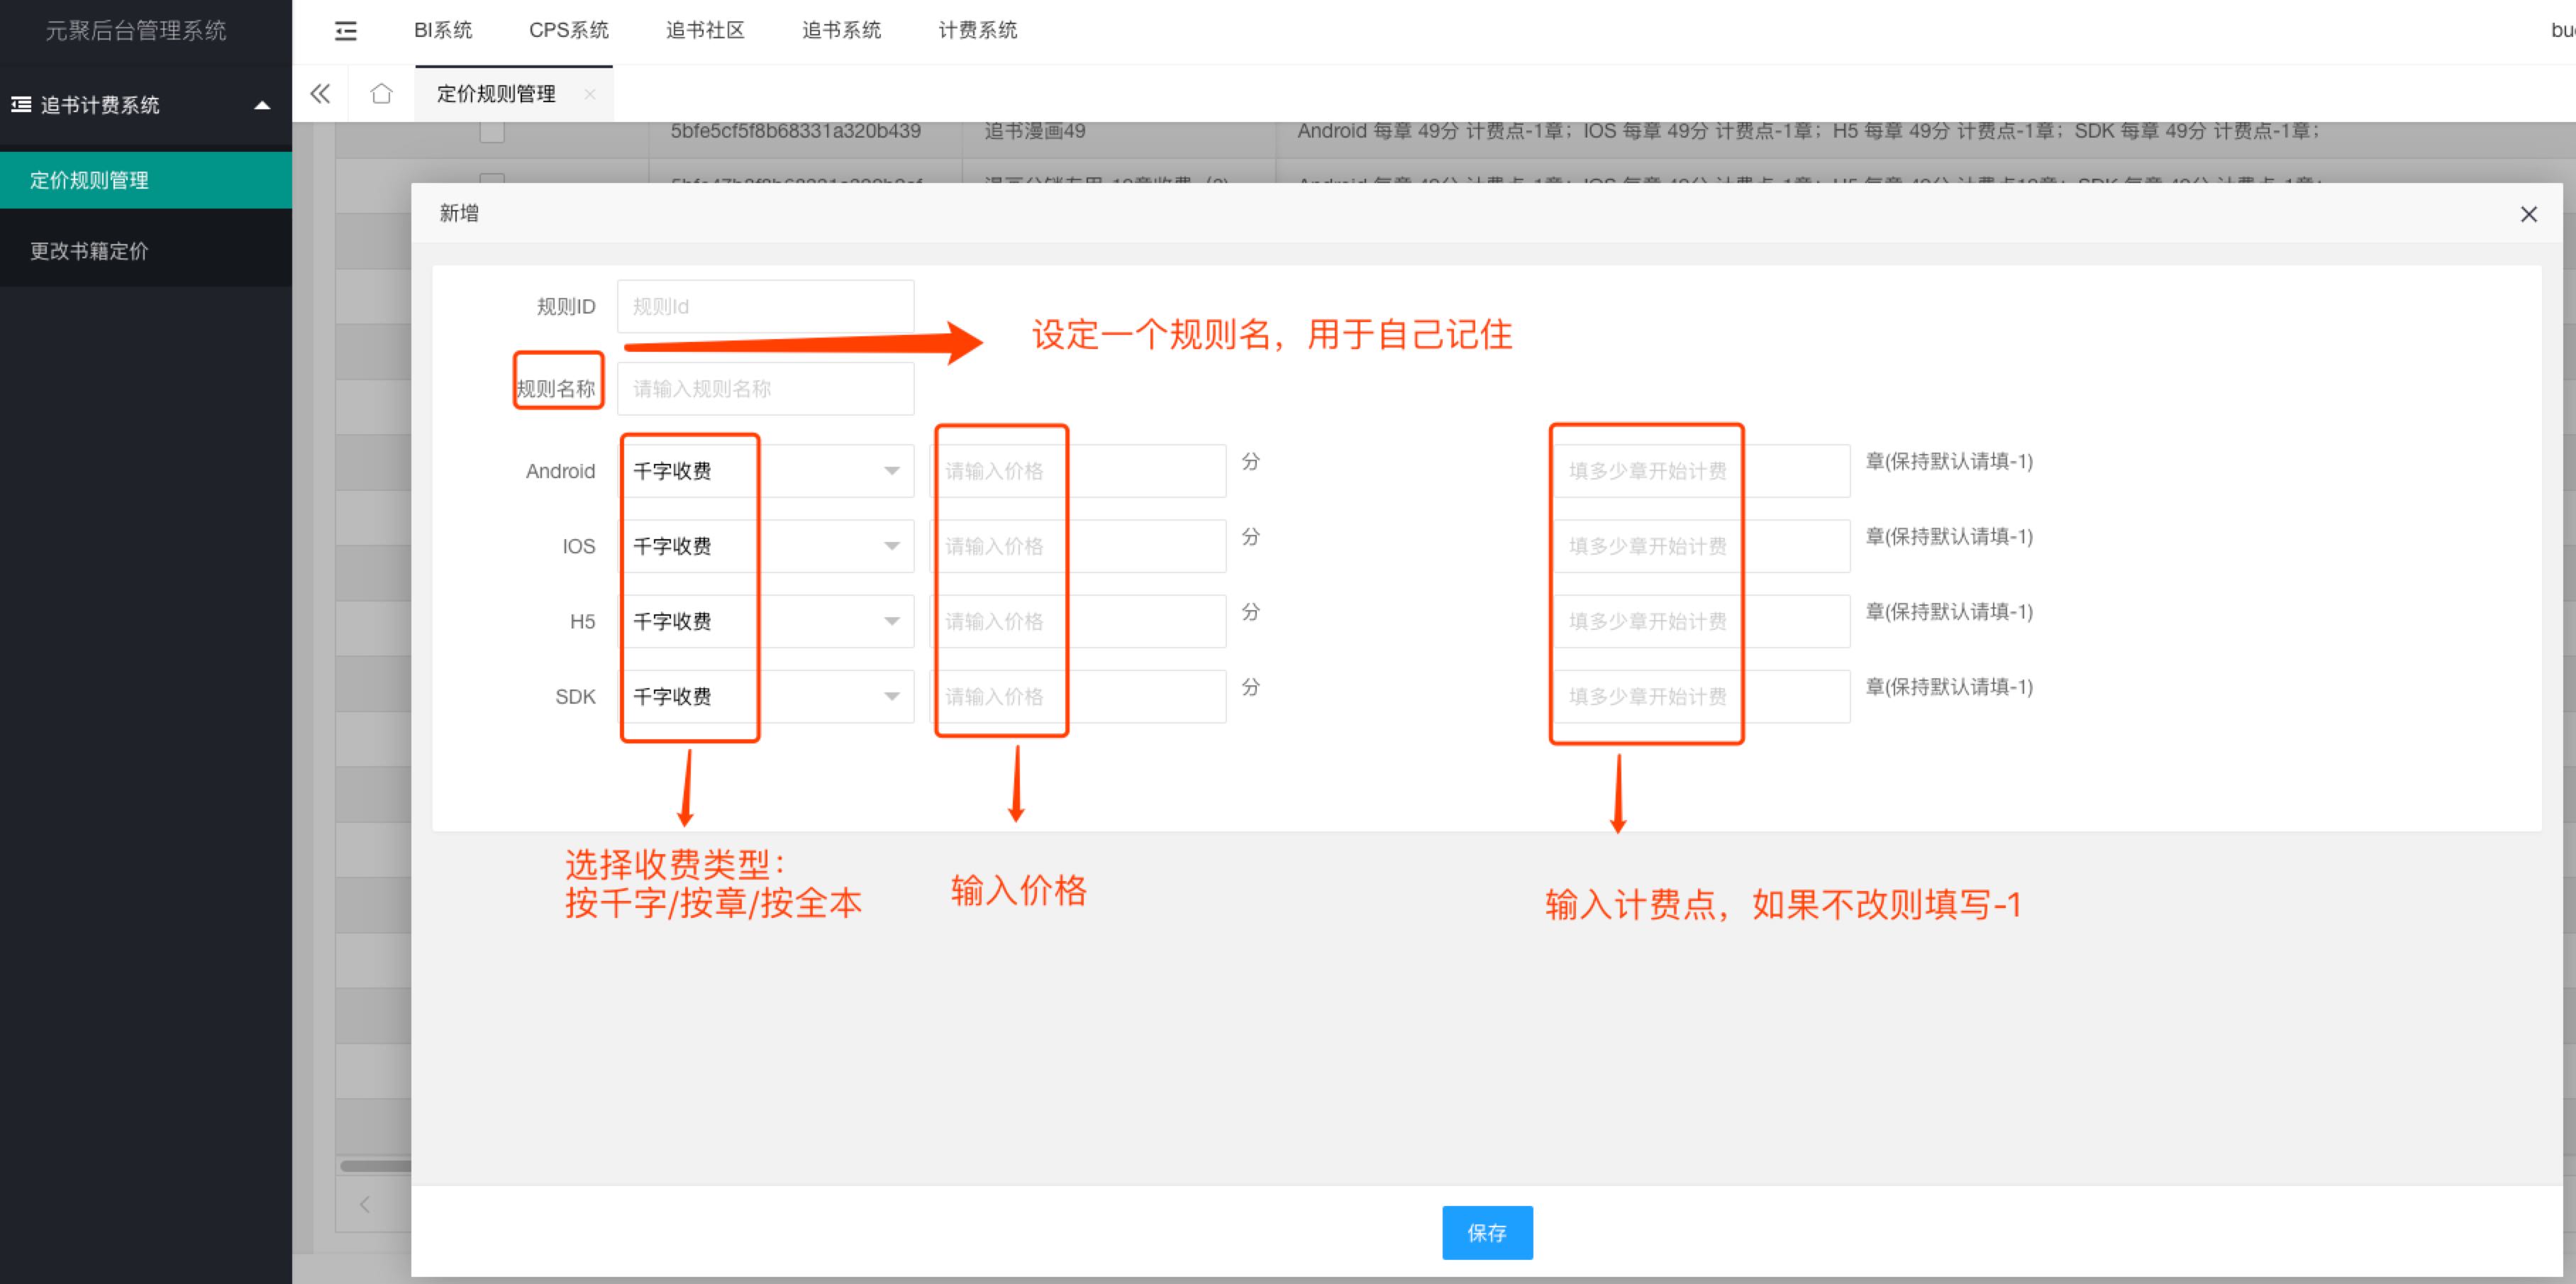 元聚后台管理系统
BI系统 CPS系统 追书社区 追书系统 计费系统
追书计费系统
定价规则管理
定价规则管理
更改书籍定价
5bfe5cf5f8b68331a320b439 追书漫画49 Android 每章 49分 计费点-1章；IOS 每章 49分 计费点-1章；H5 每章 49分 计费点-1章；SDK 每章 49分 计费点-1章；
新增
规则ID 规则Id
设定一个规则名，用于自己记住
规则名称 请输入规则名称
Android 千字收费 请输入价格 分 填多少章开始计费 章(保持默认请填-1)
IOS 千字收费 请输入价格 分 填多少章开始计费 章(保持默认请填-1)
H5 千字收费 请输入价格 分 填多少章开始计费 章(保持默认请填-1)
SDK 千字收费 请输入价格 分 填多少章开始计费 章(保持默认请填-1)
选择收费类型：
按千字/按章/按全本
输入价格
输入计费点，如果不改则填写-1
保存